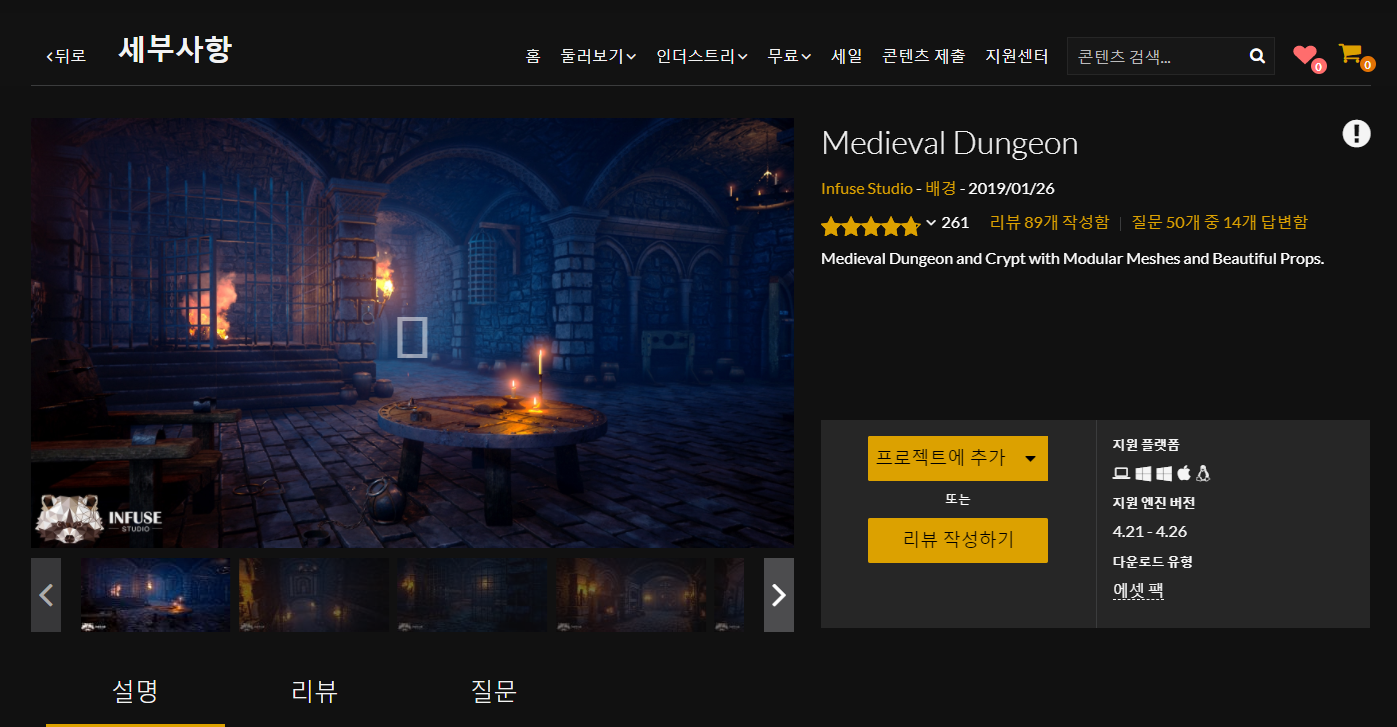 뒤로
세부사항
홈 둘러보기 인더스트리 무료 세일 콘텐츠 제출 지원센터 콘텐츠 검색... 0 0
Medieval Dungeon
Infuse Studio - 배경 - 2019/01/26
261 리뷰 89개 작성함 | 질문 50개 중 14개 답변함
Medieval Dungeon and Crypt with Modular Meshes and Beautiful Props.
INFUSE
STUDIO
프로젝트에 추가
또는
리뷰 작성하기
지원 플랫폼
지원 엔진 버전
4.21 - 4.26
다운로드 유형
에셋 팩
설명 리뷰 질문